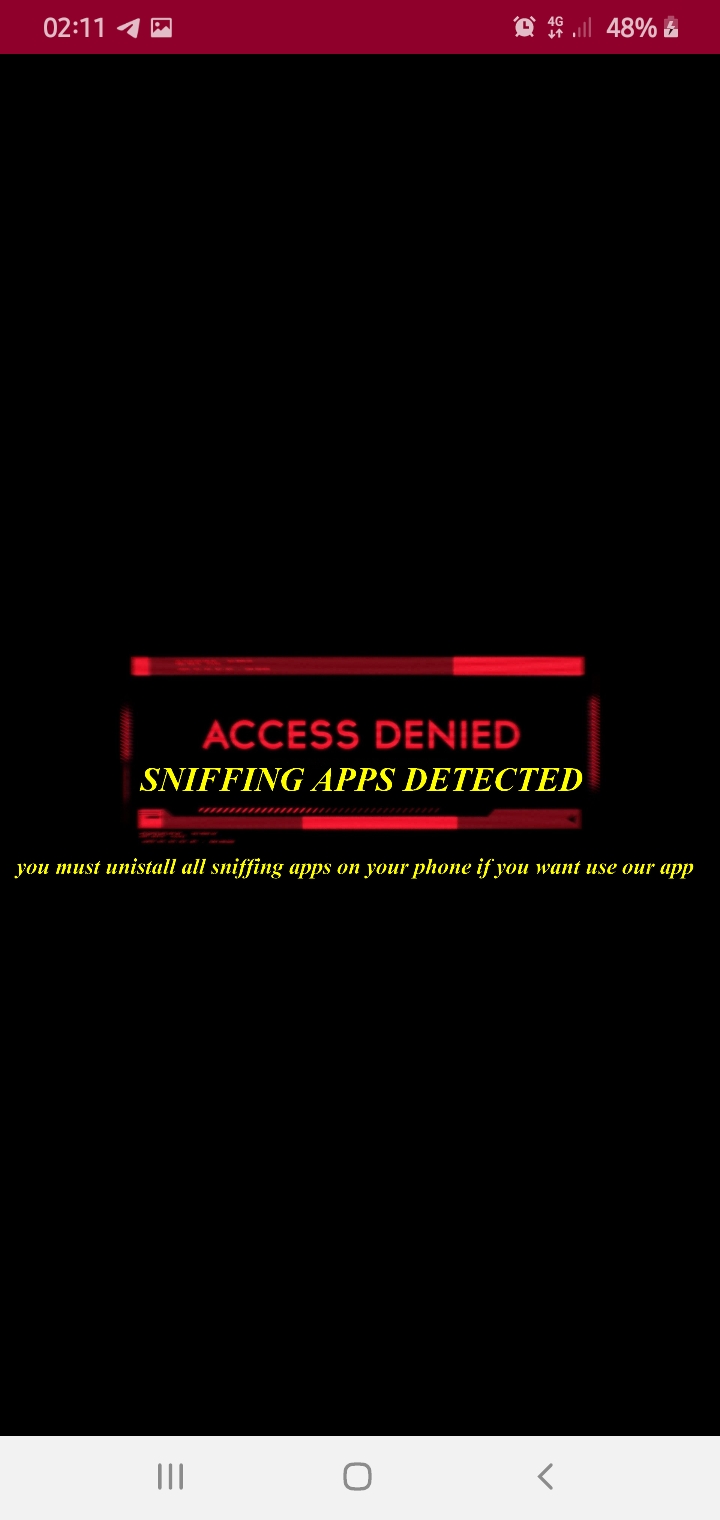 02:11 4G 48%
ACCESS DENIED
SNIFFING APPS DETECTED
you must unistall all sniffing apps on your phone if you want use our app